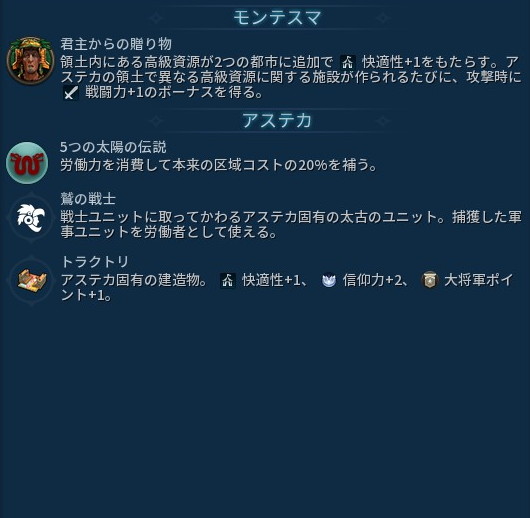 モンテスマ
君主からの贈り物
領土内にある高級資源が2つの都市に追加で 快適性+1をもたらす。ア
ステカの領土で異なる高級資源に関する施設が作られるたびに、攻撃時に
戦闘力+1のボーナスを得る。
アステカ
5つの太陽の伝説
労働力を消費して本来の区域コストの20%を補う。
鷲の戦士
戦士ユニットに取ってかわるアステカ固有の太古のユニット。捕獲した軍
事ユニットを労働者として使える。
トラクトリ
アステカ固有の建造物。 快適性+1、 信仰力+2、 大将軍ポイ
ント+1。